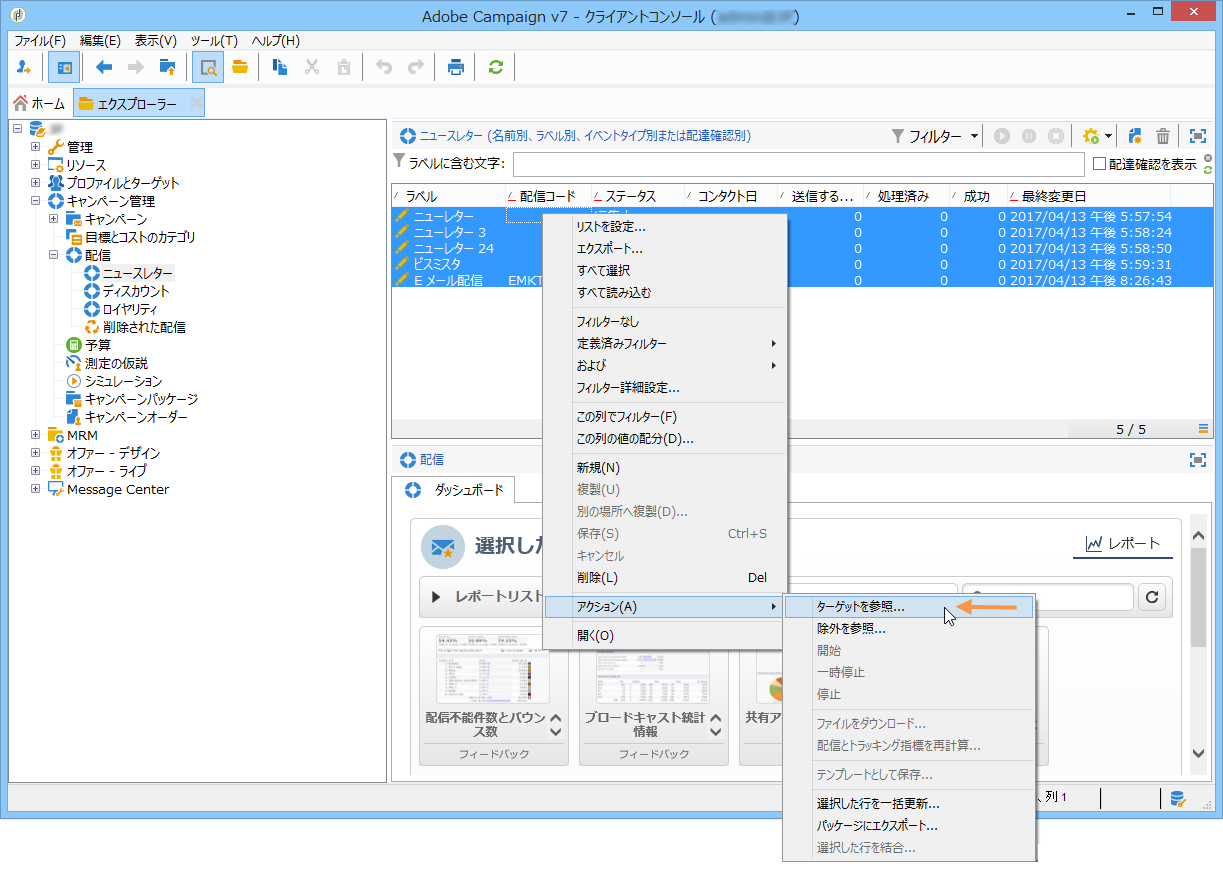 Adobe Campaign v7 - クライアントコンソール (
ファイル(F) 編集(E) 表示(V) ツール(T) ヘルプ(H)
ホーム エクスプローラー
管理
リソース
プロファイルとターゲット
キャンペーン管理
キャンペーン
目標とコストのカテゴリ
配信
ニュースレター
ディスカウント
ロイヤリティ
削除された配信
予算
測定の仮説
シミュレーション
キャンペーンパッケージ
キャンペーンオーダー
MRM
オファー - デザイン
オファー - ライブ
Message Center
ニュースレター (名前別、ラベル別、イベントタイプ別または配達確認別)
フィルター
ラベルに含む文字:
配達確認を表示
ラベル 配信コード ステータス コンタクト日 送信する... 処理済み 成功 最終変更日
ニューレター 0 0 0 2017/04/13 午後 5:57:54
ニューレター 3 0 0 0 2017/04/13 午後 5:58:24
ニューレター 24 0 0 0 2017/04/13 午後 5:58:50
ビスミスタ 0 0 0 2017/04/13 午後 5:59:31
E メール配信 EMKT 0 0 0 2017/04/13 午後 8:26:43
5 / 5
リストを設定...
エクスポート...
すべて選択
すべて読み込む
フィルターなし
定義済みフィルター
および
フィルター詳細設定...
この列でフィルター(F)
この列の値の配分(D)...
新規(N)
複製(U)
別の場所へ複製(D)...
保存(S) Ctrl+S
キャンセル
削除(L) Del
アクション(A)
開く(O)
配信
ダッシュボード
選択した
レポート
レポートリスト
配信不能件数とバウンス数
フィードバック
ブロードキャスト統計情報
フィードバック
共有ア
ターゲットを参照...
除外を参照...
開始
一時停止
停止
ファイルをダウンロード...
配信とトラッキング指標を再計算...
テンプレートとして保存...
選択した行を一括更新...
パッケージにエクスポート...
選択した行を結合...
、列 1